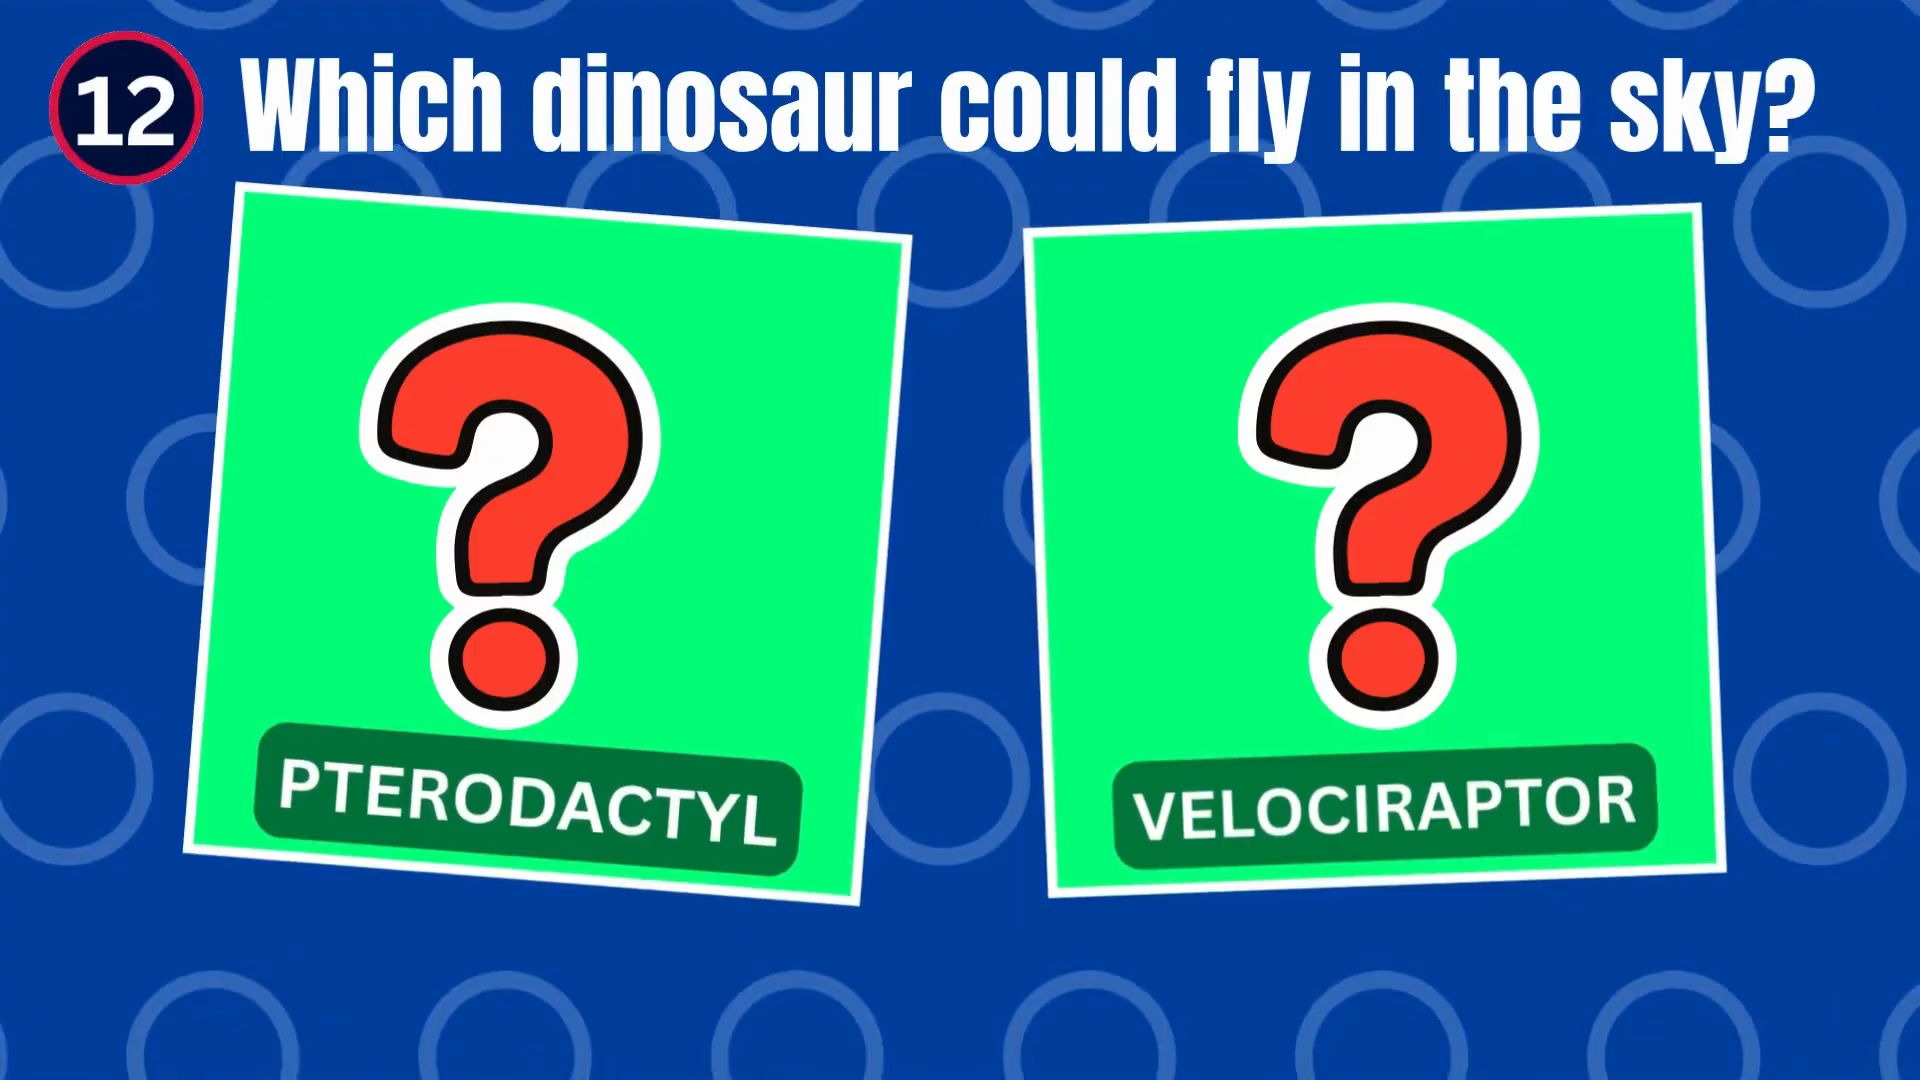 12 Which dinosaur could fly in the sky?
PTERODACTYL
VELOCIRAPTOR